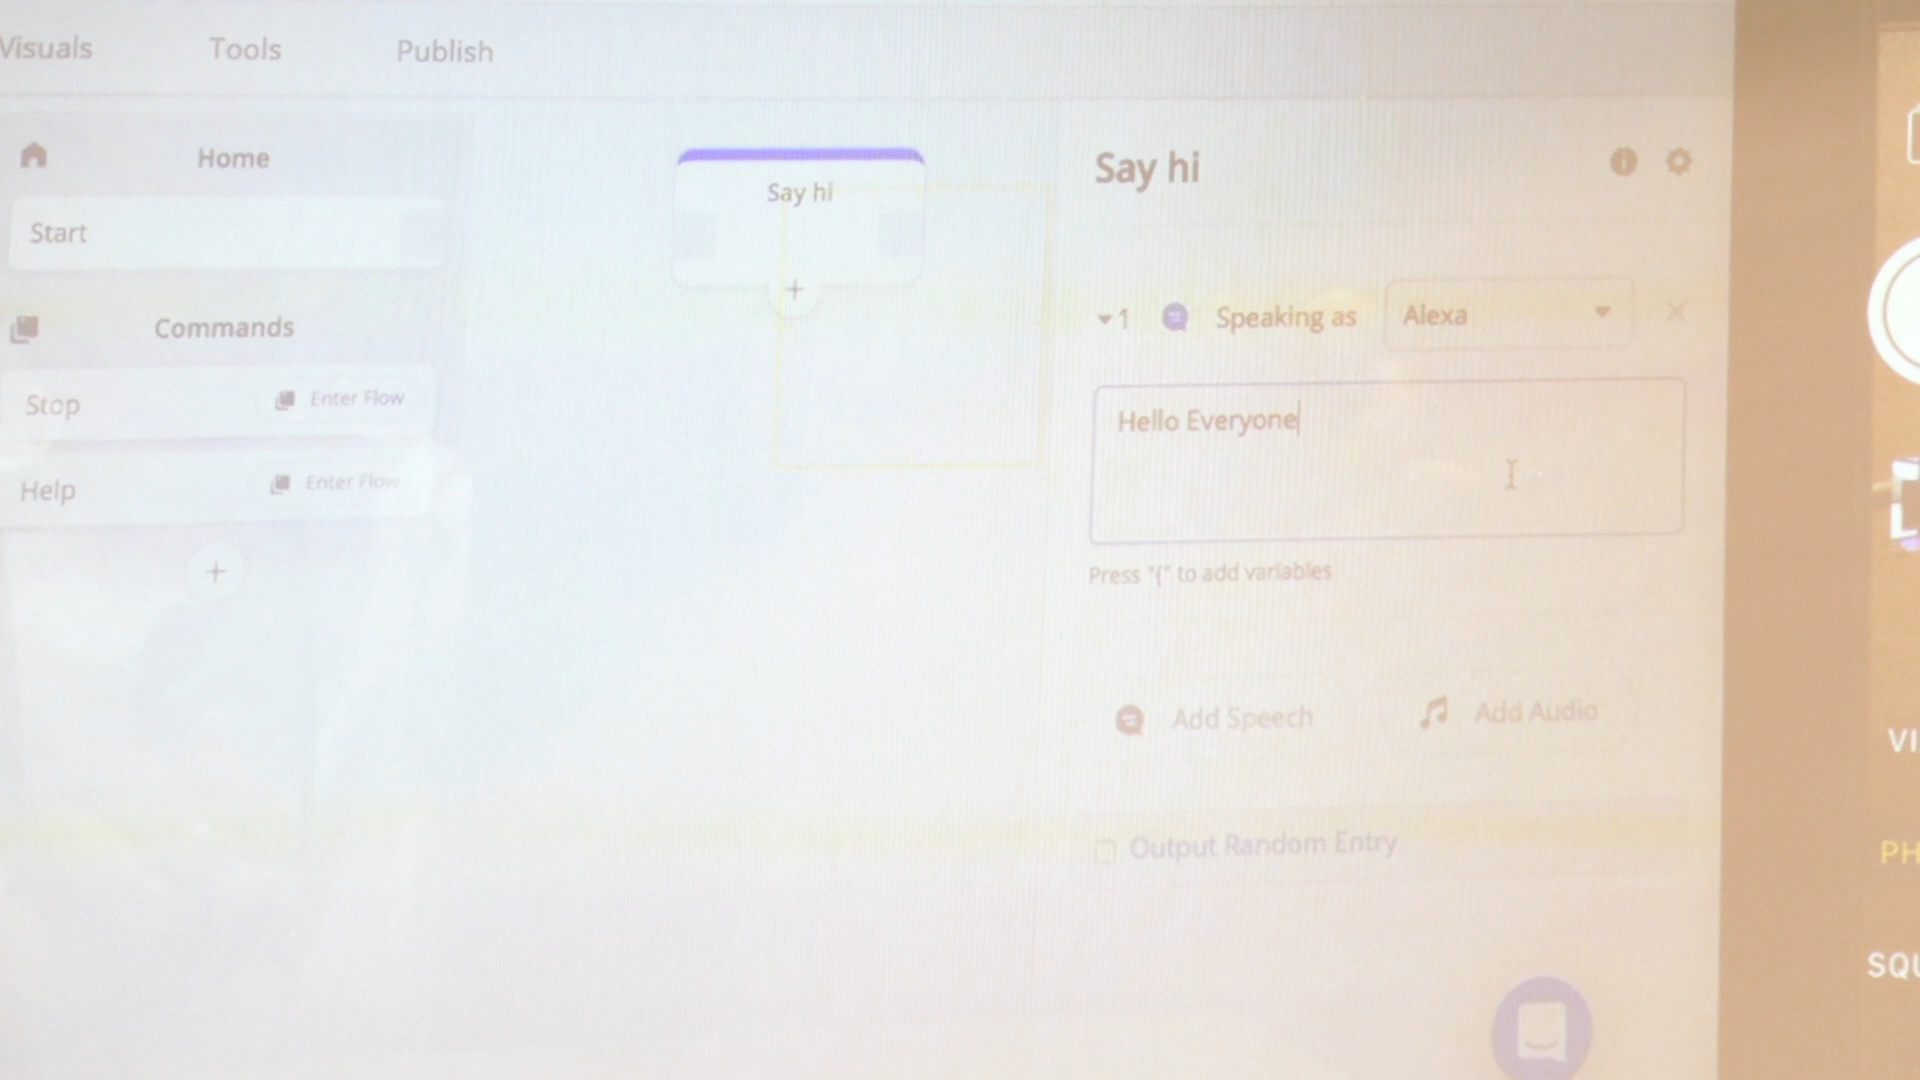 Visuals Tools Publish
Home
Start
Commands
Stop Enter Flow
Help Enter Flow
Say hi
Say hi
1 Speaking as Alexa
Hello Everyone
Press "{" to add variables
Add Speech Add Audio
Output Random Entry
VI
PH
SQU